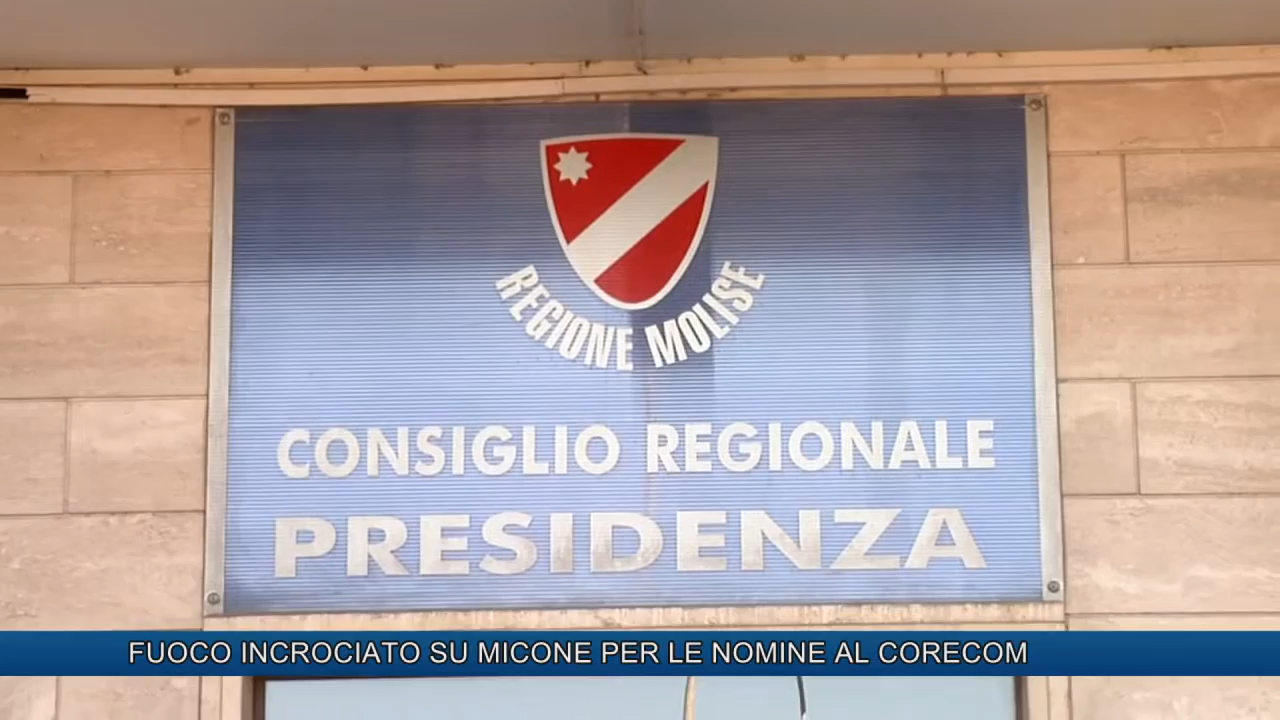 REGIONE MOLISE
CONSIGLIO REGIONALE
PRESIDENZA
FUOCO INCROCIATO SU MICONE PER LE NOMINE AL CORECOM